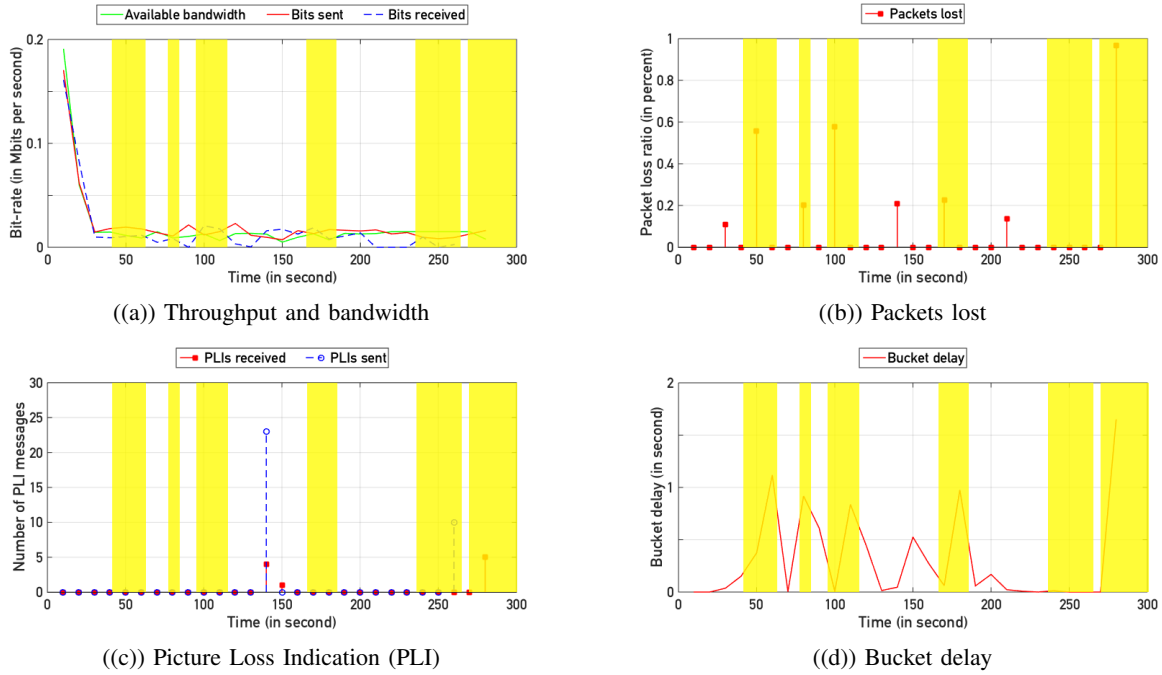 Available bandwidth Bits sent Bits received
Bit-rate (in Mbits per second)
0.2
0.1
0
0 50 100 150 200 250 300
Time (in second)
((a)) Throughput and bandwidth
Packets lost
Packet loss ratio (in percent)
1
0.8
0.6
0.4
0.2
0
0 50 100 150 200 250 300
Time (in second)
((b)) Packets lost
PLIs received PLIs sent
Number of PLI messages
30
25
20
15
10
5
0
0 50 100 150 200 250 300
Time (in second)
((c)) Picture Loss Indication (PLI)
Bucket delay
Bucket delay (in second)
2
1
0
0 50 100 150 200 250 300
Time (in second)
((d)) Bucket delay